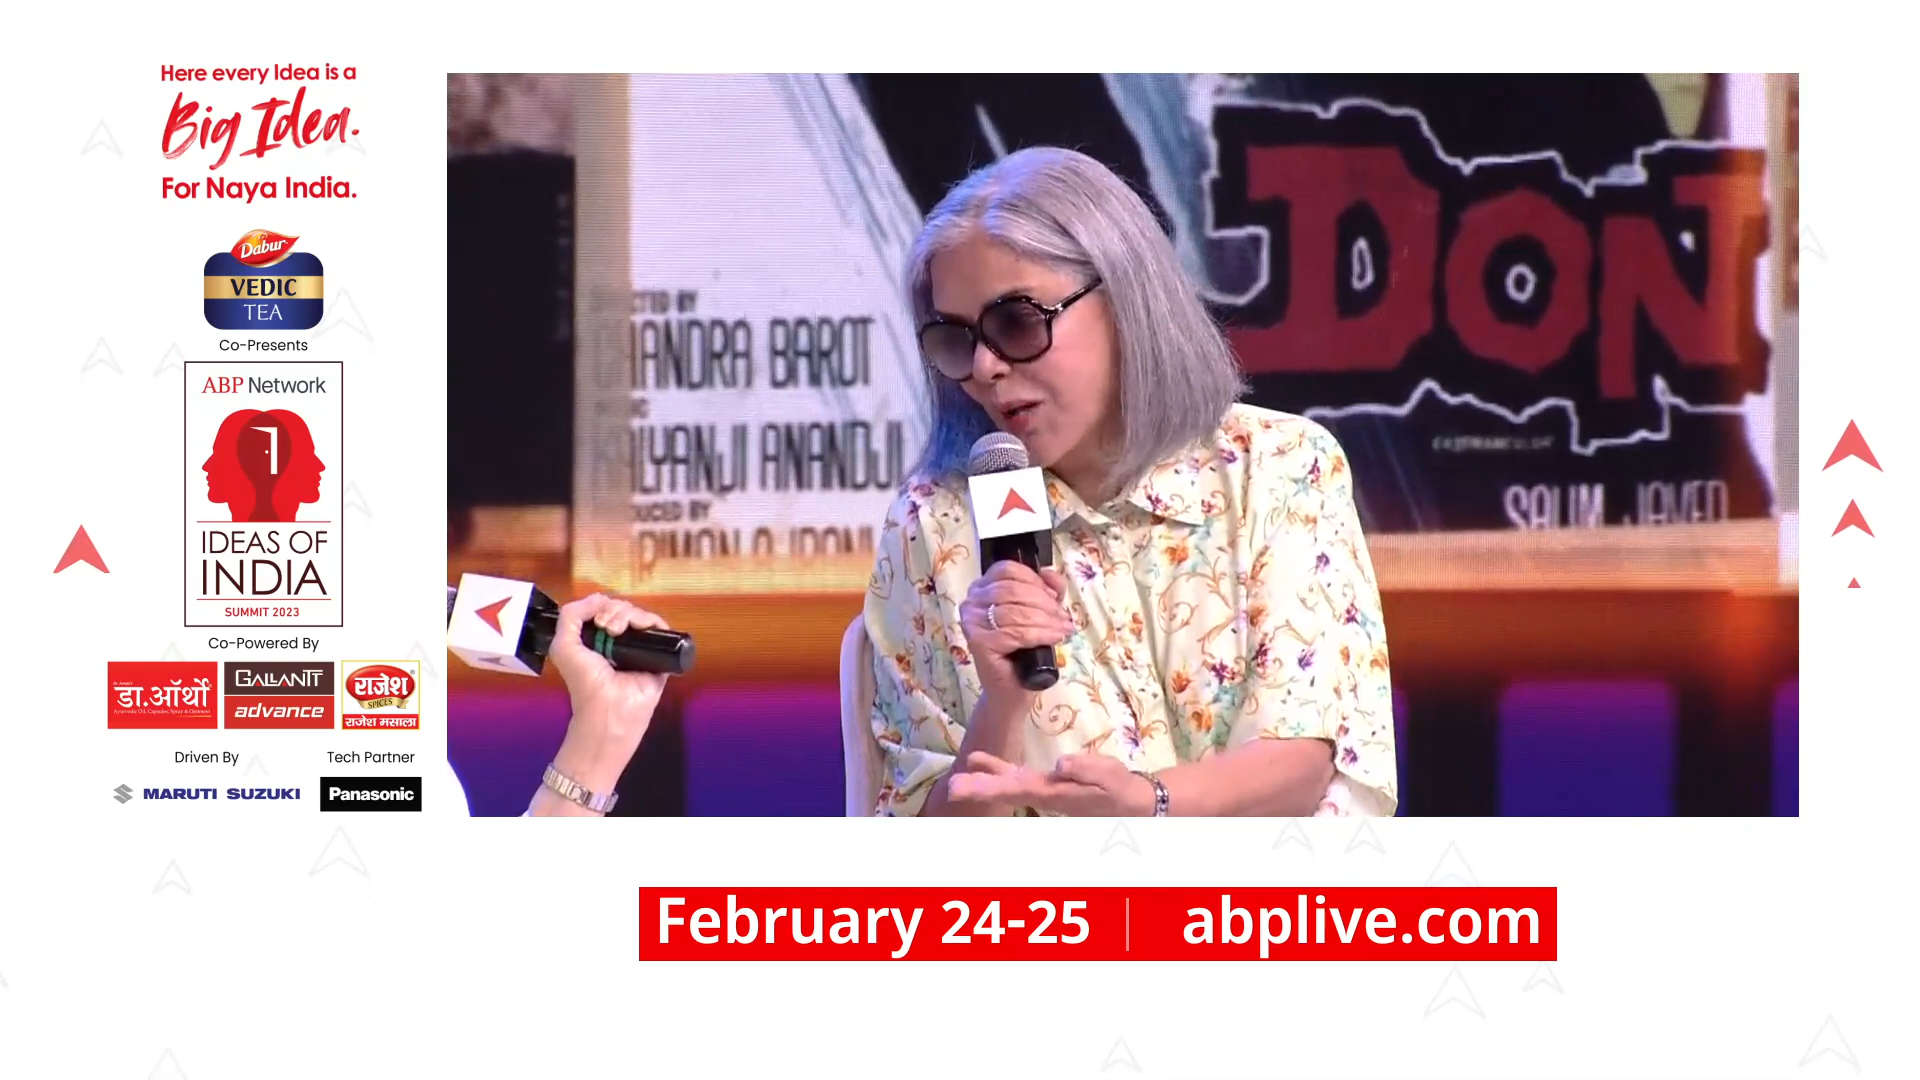 Here every Idea is a
Big Idea.
For Naya India.
Dabur
VEDIC
TEA
Co-Presents
ABP Network
IDEAS OF
INDIA
SUMMIT 2023
Co-Powered By
डा.ऑर्थो
GALLANTT
advance
राजेश
SPICES
राजेश मसाला
Driven By
Tech Partner
MARUTI SUZUKI
Panasonic
DON
ANDRA BAROT
LYANJI ANANDJI
UCED BY
SALIM JAVED
February 24-25 | abplive.com